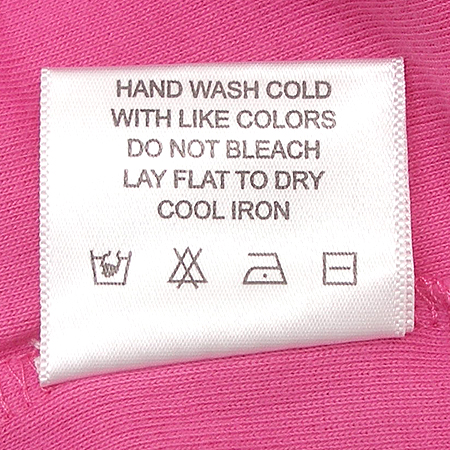 HAND WASH COLD
WITH LIKE COLORS
DO NOT BLEACH
LAY FLAT TO DRY
COOL IRON